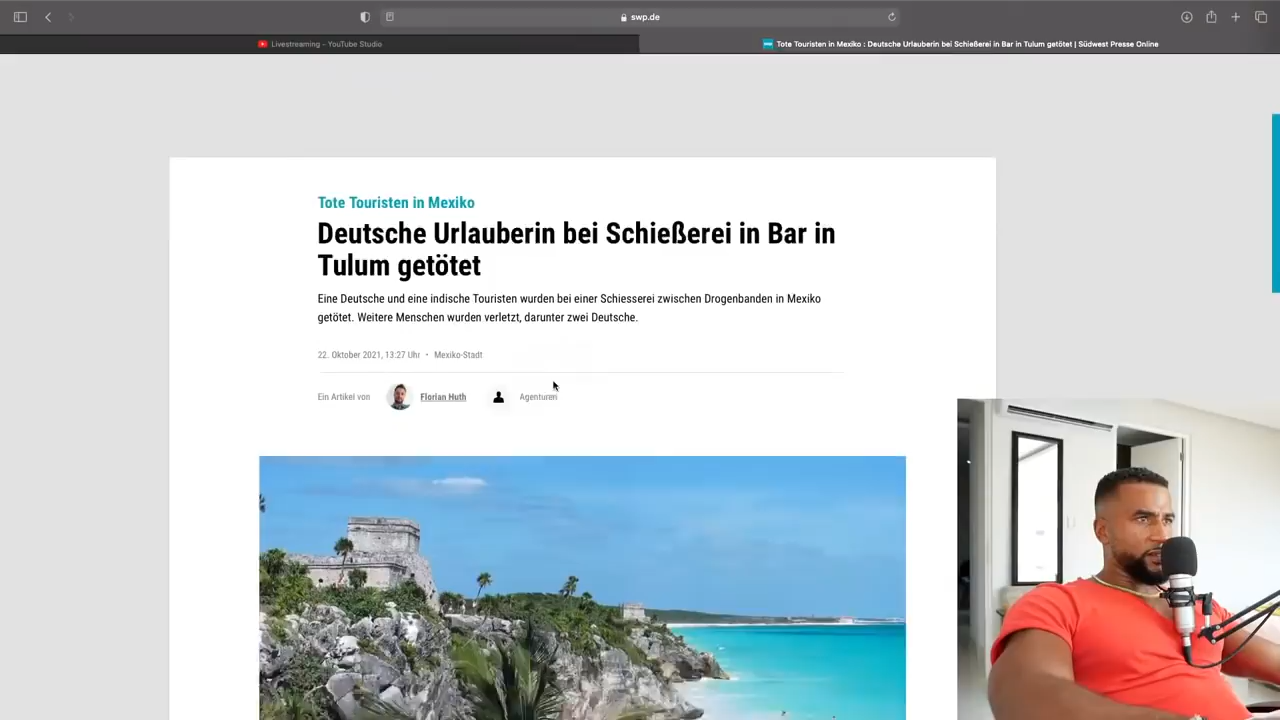 swp.de
Livestreaming – YouTube Studio
Tote Touristen in Mexiko : Deutsche Urlauberin bei Schießerei in Bar in Tulum getötet | Südwest Presse Online
Tote Touristen in Mexiko
Deutsche Urlauberin bei Schießerei in Bar in
Tulum getötet
Eine Deutsche und eine indische Touristen wurden bei einer Schiesserei zwischen Drogenbanden in Mexiko
getötet. Weitere Menschen wurden verletzt, darunter zwei Deutsche.
22. Oktober 2021, 13:27 Uhr • Mexiko-Stadt
Ein Artikel von Florian Huth Agenturen